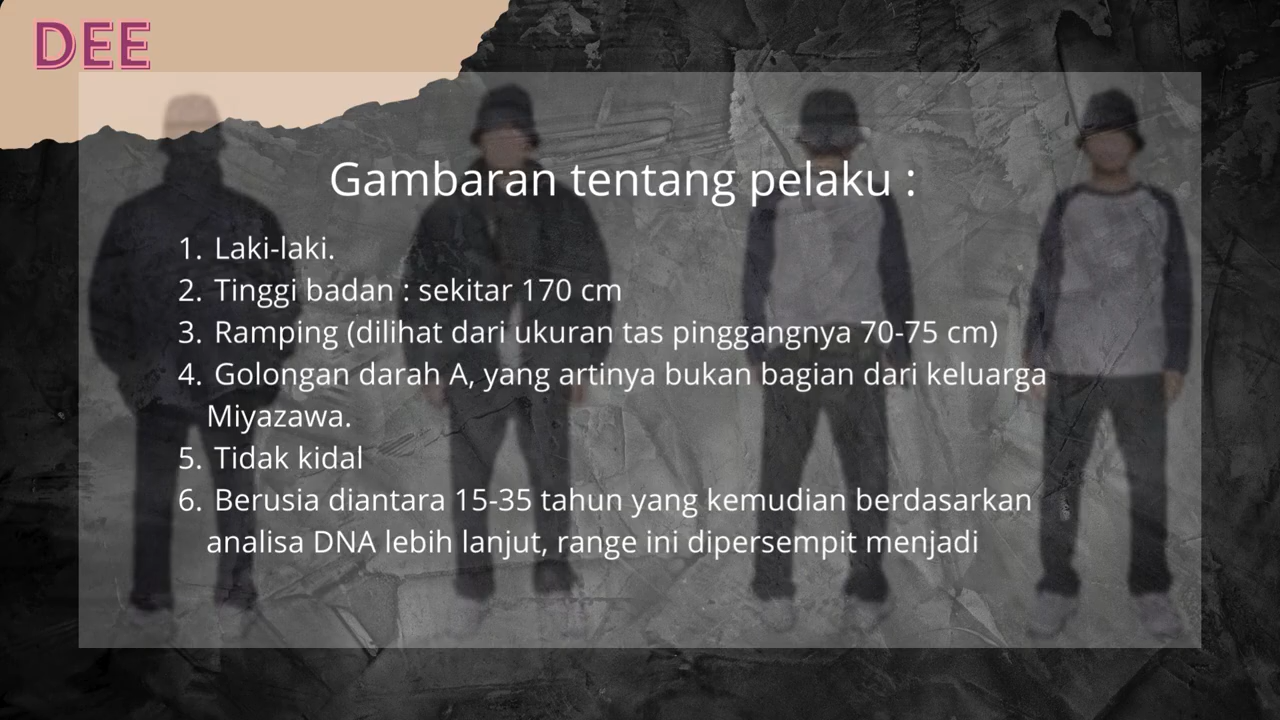 DEE
Gambaran tentang pelaku :
1. Laki-laki.
2. Tinggi badan : sekitar 170 cm
3. Ramping (dilihat dari ukuran tas pinggangnya 70-75 cm)
4. Golongan darah A, yang artinya bukan bagian dari keluarga
Miyazawa.
5. Tidak kidal
6. Berusia diantara 15-35 tahun yang kemudian berdasarkan
analisa DNA lebih lanjut, range ini dipersempit menjadi